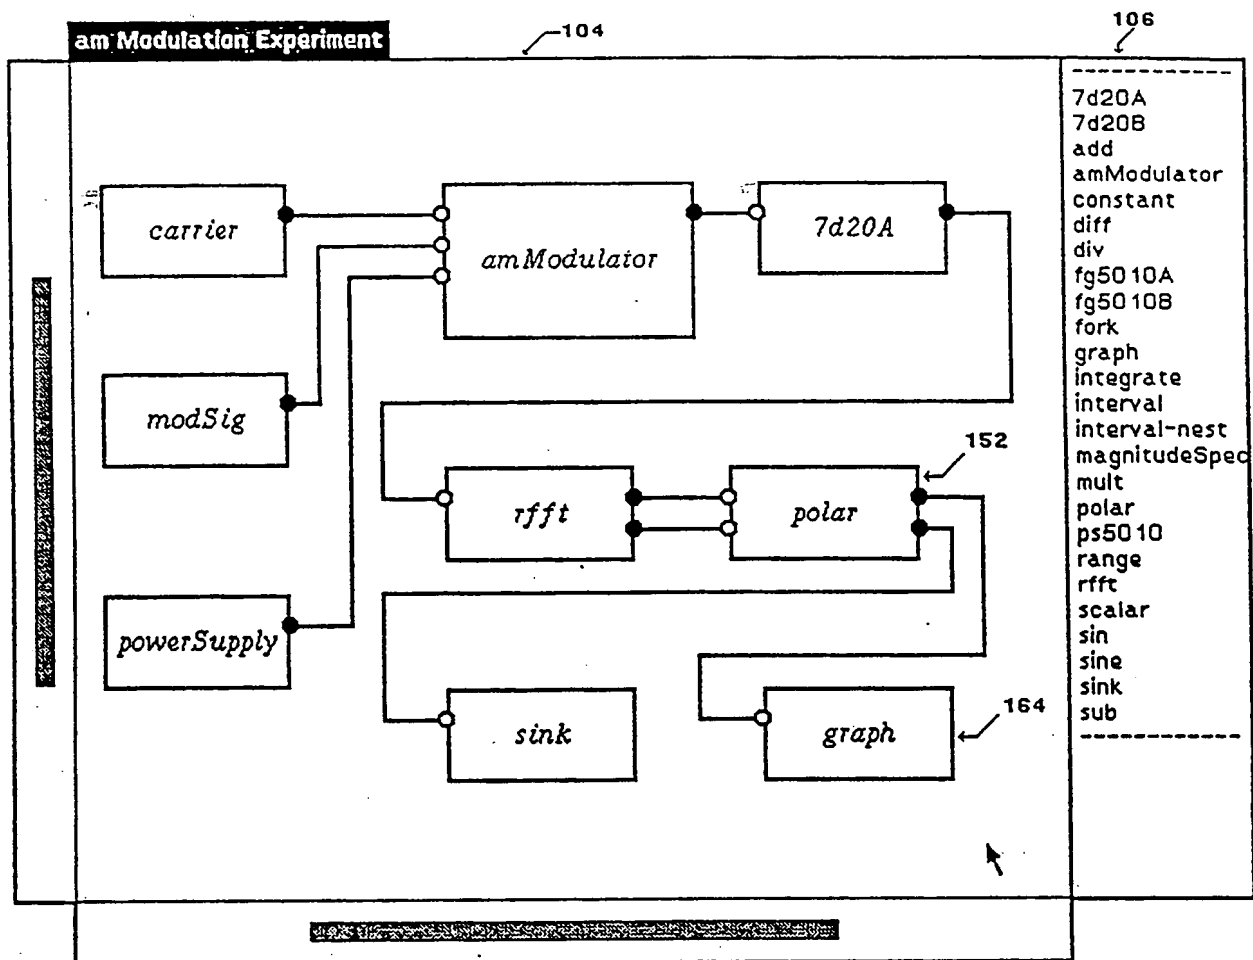 am Modulation Experiment
104
106
carrier
amModulator
7d20A
modSig
rfft
polar
152
powerSupply
sink
graph
164
------------
7d20A
7d20B
add
amModulator
constant
diff
div
fg5010A
fg5010B
fork
graph
integrate
interval
interval-nest
magnitudeSpec
mult
polar
ps5010
range
rfft
scalar
sin
sine
sink
sub
------------